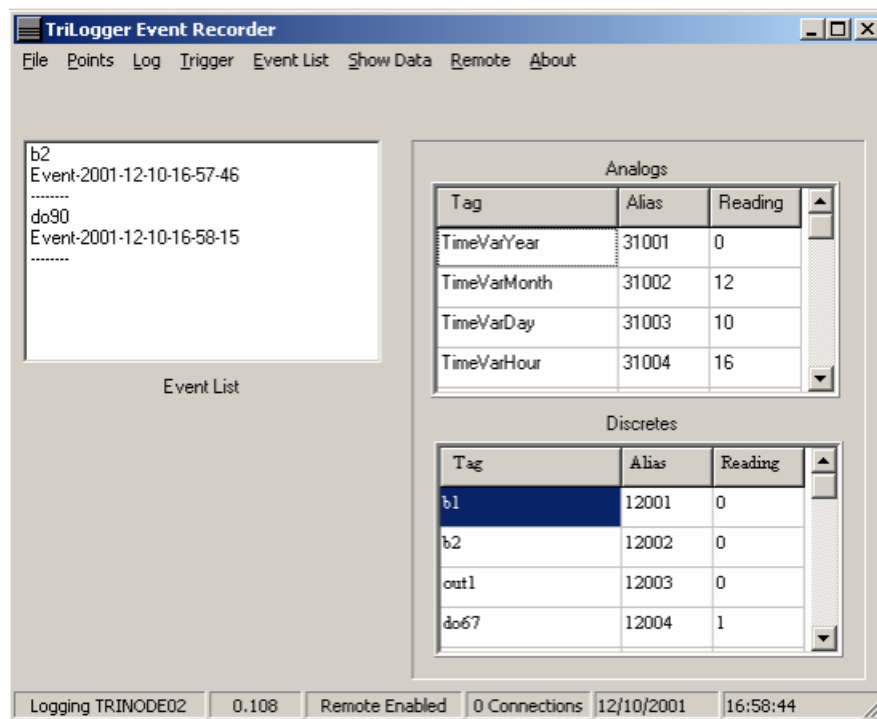 TriLogger Event Recorder
File Points Log Trigger Event List Show Data Remote About
b2
Event-2001-12-10-16-57-46
--------
do90
Event-2001-12-10-16-58-15
--------
Event List
Analogs
Tag Alias Reading
TimeVarYear 31001 0
TimeVarMonth 31002 12
TimeVarDay 31003 10
TimeVarHour 31004 16
Discretes
Tag Alias Reading
b1 12001 0
b2 12002 0
out1 12003 0
do67 12004 1
Logging TRINODE02 0.108 Remote Enabled 0 Connections 12/10/2001 16:58:44